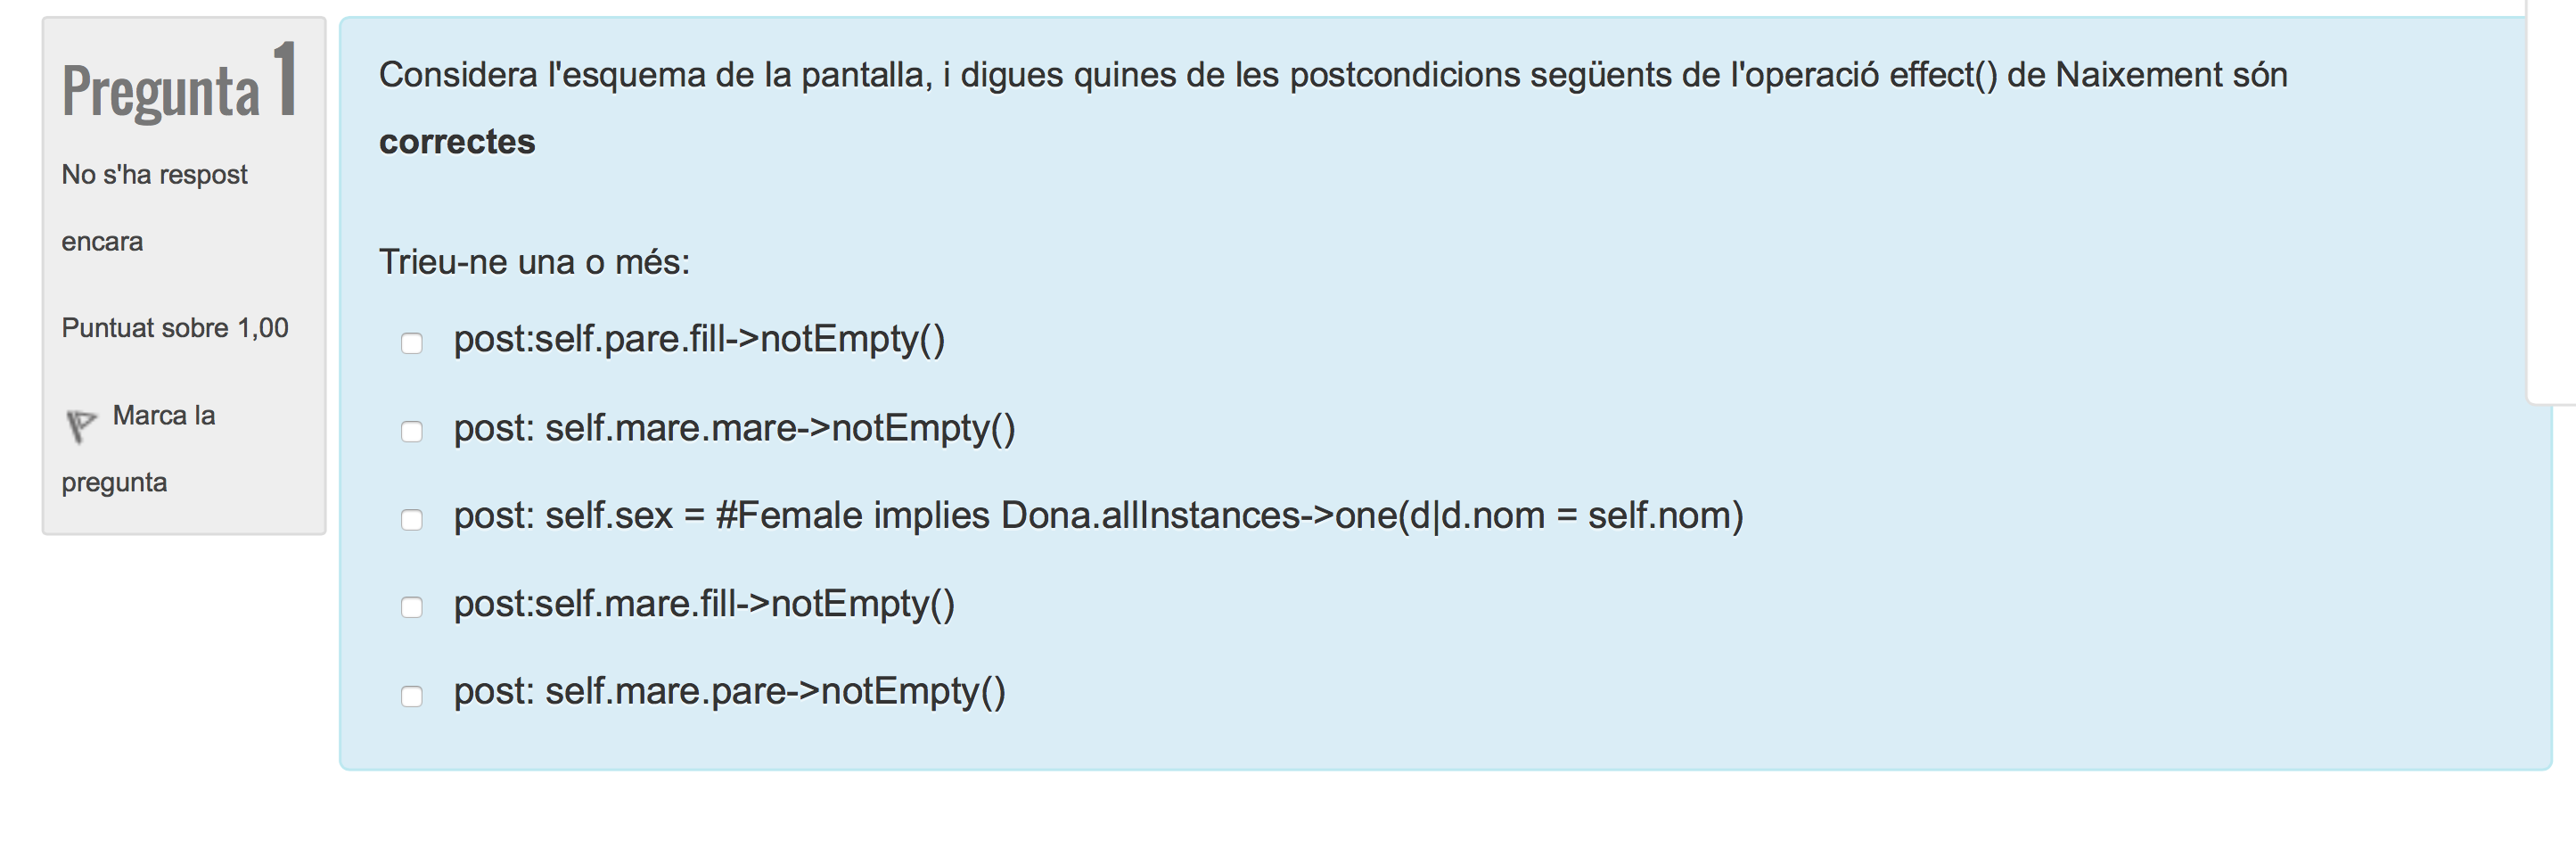 Pregunta 1
No s'ha respost
encara
Puntuat sobre 1,00
Marca la
pregunta
Considera l'esquema de la pantalla, i digues quines de les postcondicions següents de l'operació effect() de Naixement són
correctes
Trieu-ne una o més:
post:self.pare.fill->notEmpty()
post: self.mare.mare->notEmpty()
post: self.sex = #Female implies Dona.allInstances->one(d|d.nom = self.nom)
post:self.mare.fill->notEmpty()
post: self.mare.pare->notEmpty()